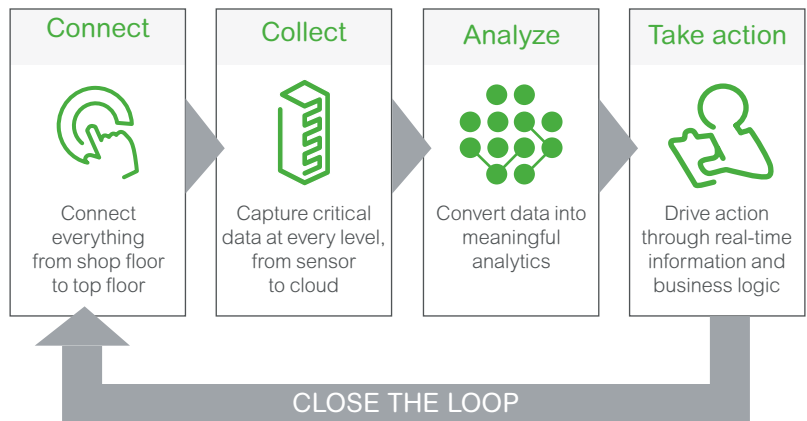 Connect
Connect
everything
from shop floor
to top floor
Collect
Capture critical
data at every level,
from sensor
to cloud
Analyze
Convert data into
meaningful
analytics
Take action
Drive action
through real-time
information and
business logic
CLOSE THE LOOP